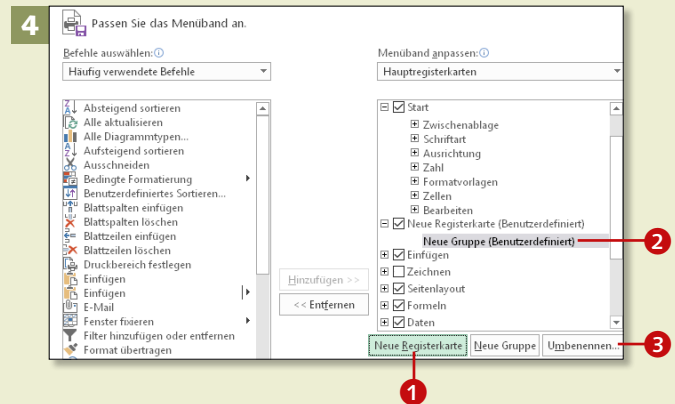 4
Passen Sie das Menüband an.
Befehle auswählen:
Häufig verwendete Befehle
Absteigend sortieren
Alle aktualisieren
Alle Diagrammtypen...
Aufsteigend sortieren
Ausschneiden
Bedingte Formatierung
Benutzerdefiniertes Sortieren...
Blattspalten einfügen
Blattspalten löschen
Blattzeilen einfügen
Blattzeilen löschen
Druckbereich festlegen
Einfügen
Einfügen
E-Mail
Fenster fixieren
Filter hinzufügen oder entfernen
Format übertragen
Hinzufügen >>
<< Entfernen
Menüband anpassen:
Hauptregisterkarten
Start
Zwischenablage
Schriftart
Ausrichtung
Zahl
Formatvorlagen
Zellen
Bearbeiten
Neue Registerkarte (Benutzerdefiniert)
Neue Gruppe (Benutzerdefiniert)
2
Einfügen
Zeichnen
Seitenlayout
Formeln
Daten
Neue Registerkarte Neue Gruppe Umbenennen...
3
1